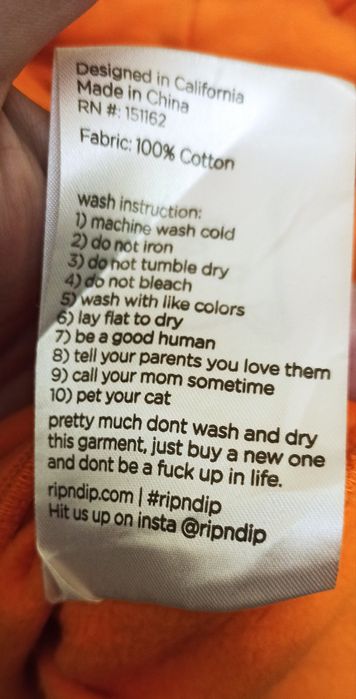 Designed in California
Made in China
RN #: 151162
Fabric: 100% Cotton
wash instruction:
1) machine wash cold
2) do not iron
3) do not tumble dry
4) do not bleach
5) wash with like colors
6) lay flat to dry
7) be a good human
8) tell your parents you love them
9) call your mom sometime
10) pet your cat
pretty much dont wash and dry
this garment, just buy a new one
and dont be a fuck up in life.
ripndip.com | #ripndip
Hit us up on insta @ripndip